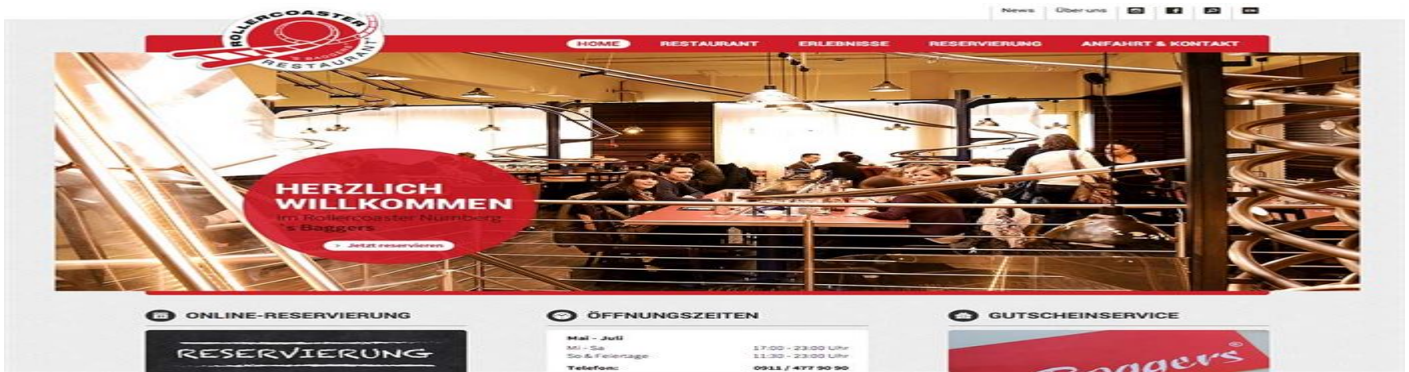 News Über uns
ROLLERCOASTER
'S BAGGERS
RESTAURANT
HOME RESTAURANT ERLEBNISSE RESERVIERUNG ANFAHRT & KONTAKT
HERZLICH
WILLKOMMEN
Im Rollercoaster Nürnberg
's Baggers
> Jetzt reservieren
ONLINE-RESERVIERUNG
RESERVIERUNG
ÖFFNUNGSZEITEN
Mai - Juli
Mi - Sa 17:00 - 23:00 Uhr
So & Feiertage 11:30 - 23:00 Uhr
Telefon: 0911 / 477 90 90
GUTSCHEINSERVICE
Baggers®